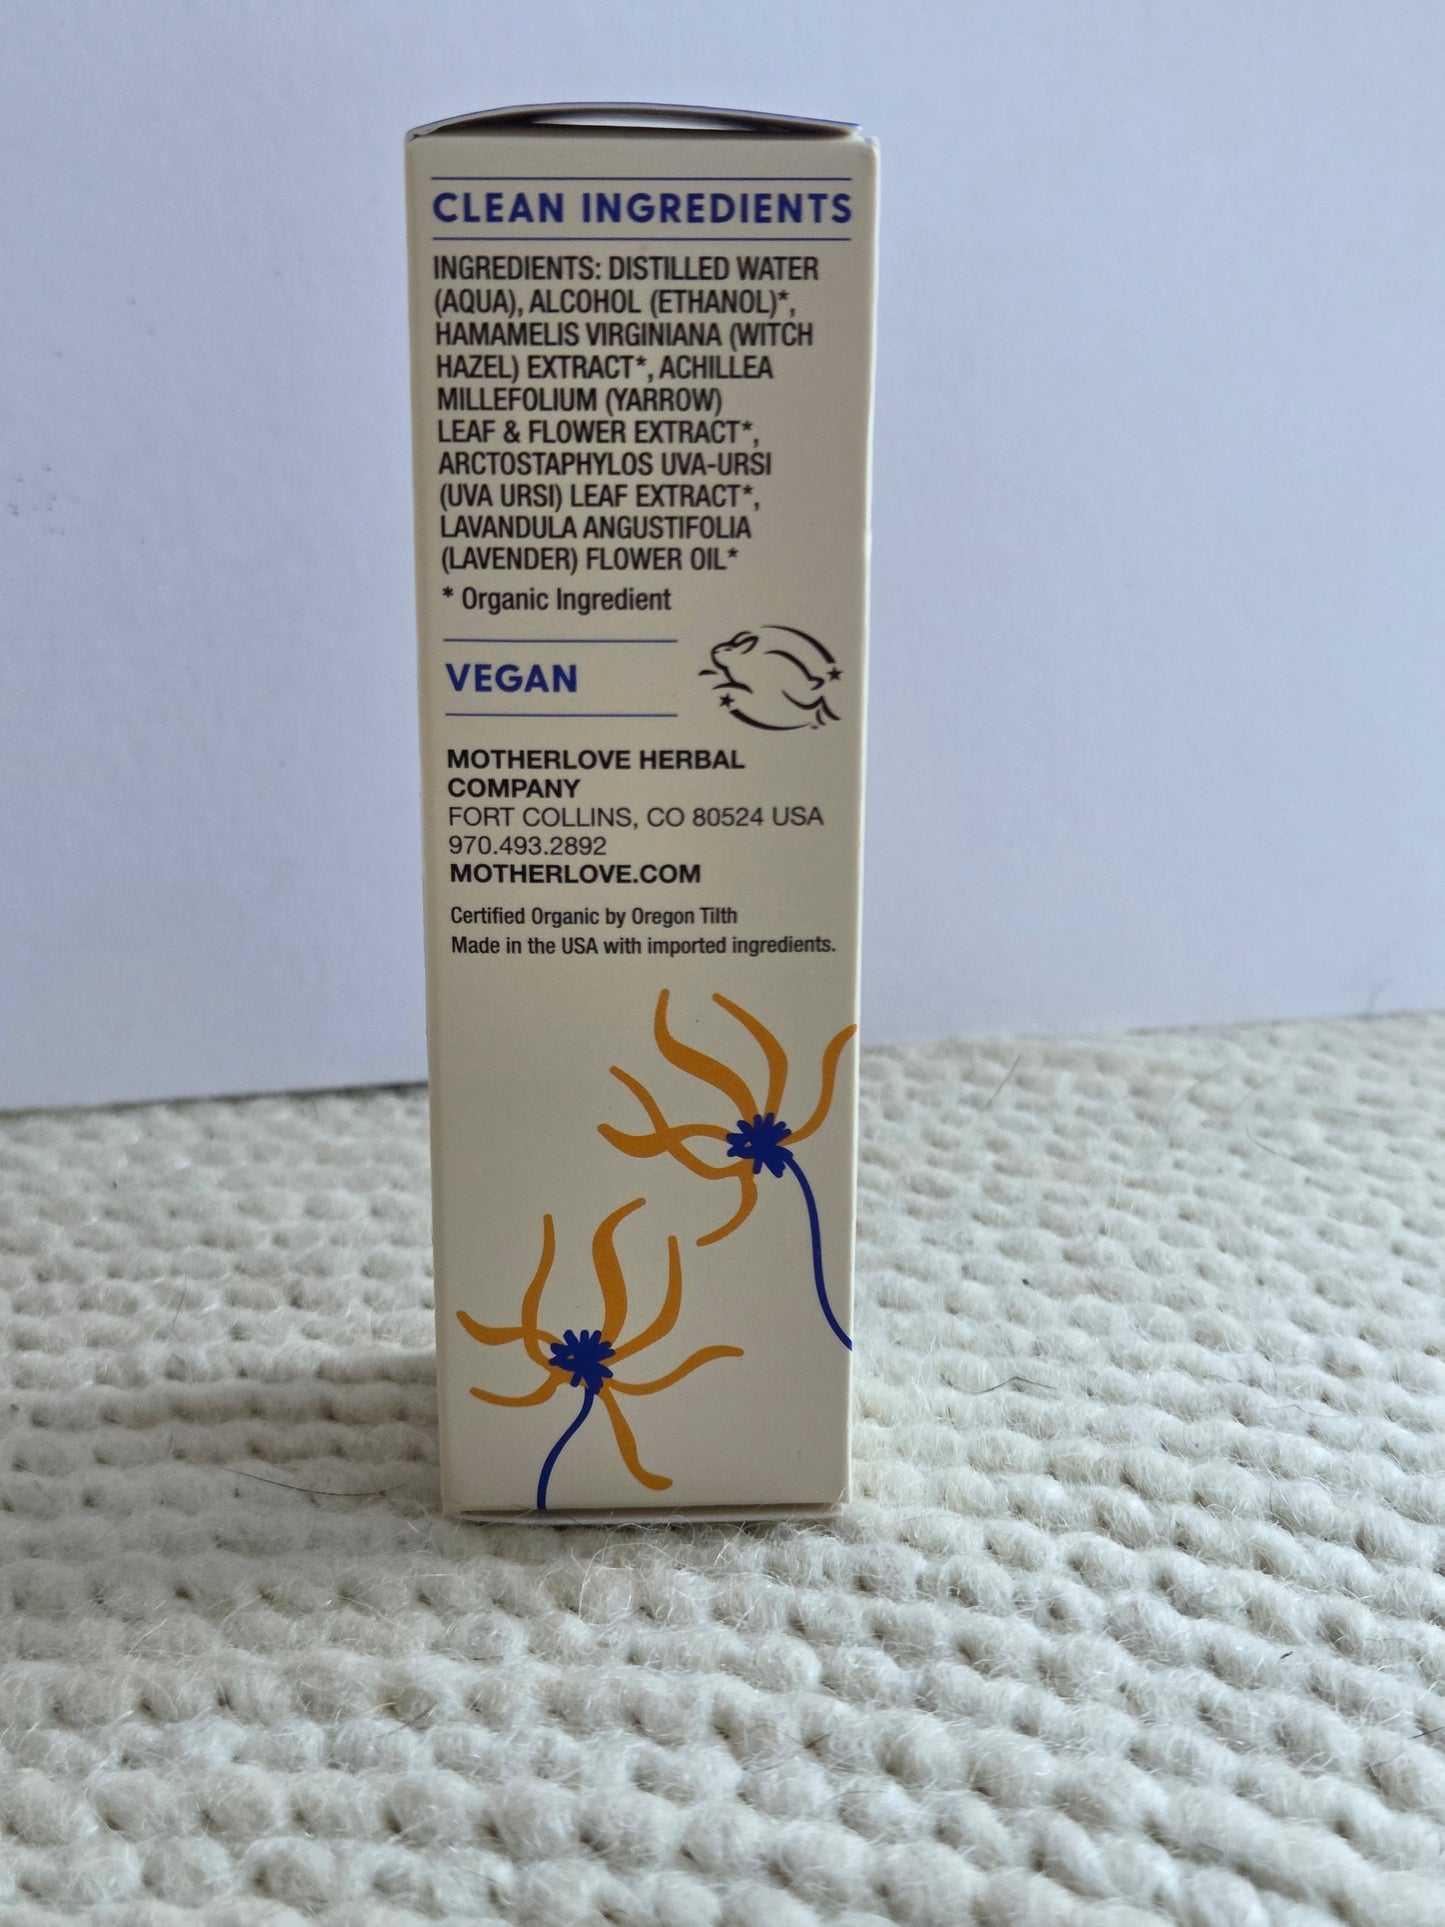 CLEAN INGREDIENTS
INGREDIENTS: DISTILLED WATER
(AQUA), ALCOHOL (ETHANOL)*,
HAMAMELIS VIRGINIANA (WITCH
HAZEL) EXTRACT*, ACHILLEA
MILLEFOLIUM (YARROW)
LEAF & FLOWER EXTRACT*,
ARCTOSTAPHYLOS UVA-URSI
(UVA URSI) LEAF EXTRACT*,
LAVANDULA ANGUSTIFOLIA
(LAVENDER) FLOWER OIL*
* Organic Ingredient
VEGAN
MOTHERLOVE HERBAL
COMPANY
FORT COLLINS, CO 80524 USA
970.493.2892
MOTHERLOVE.COM
Certified Organic by Oregon Tilth
Made in the USA with imported ingredients.